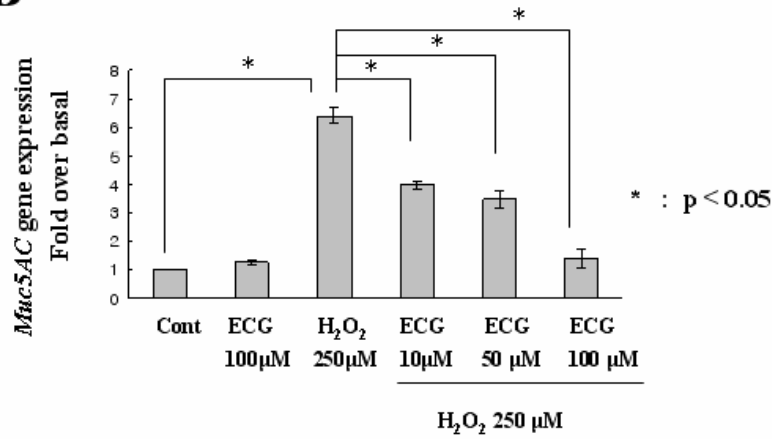 *
*
* *
8
7
6
5
4
3
2
1
0
Muc5AC gene expression
Fold over basal
* : p < 0.05
Cont ECG H₂O₂ ECG ECG ECG
100μM 250μM 10μM 50 μM 100 μM
H₂O₂ 250 μM